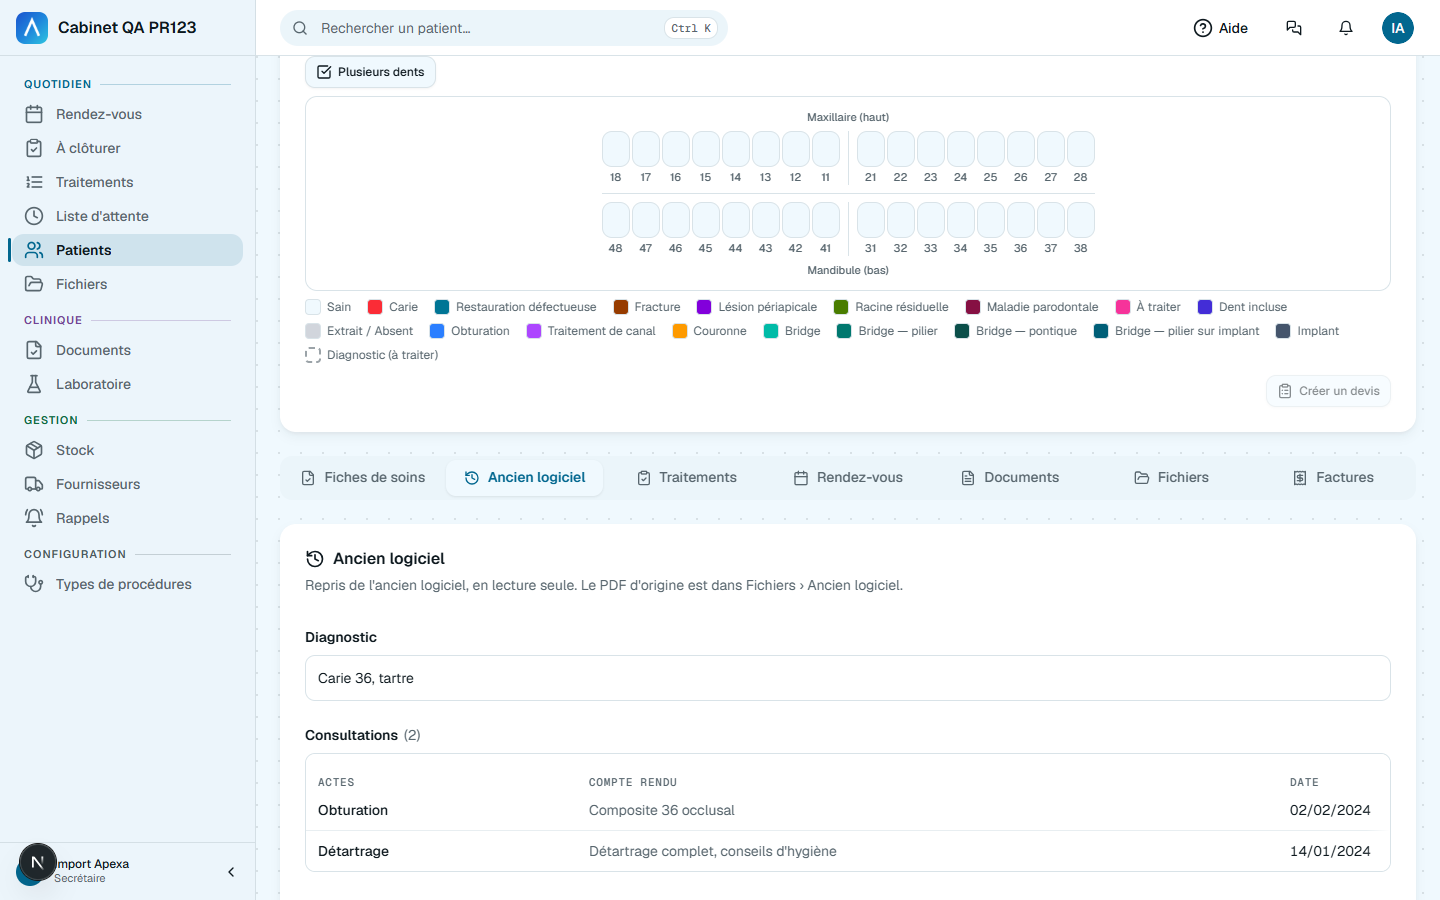 Cabinet QA PR123
Rechercher un patient…
Ctrl K
Aide
IA
QUOTIDIEN
Rendez-vous
À clôturer
Traitements
Liste d'attente
Patients
Fichiers
CLINIQUE
Documents
Laboratoire
GESTION
Stock
Fournisseurs
Rappels
CONFIGURATION
Types de procédures
N
mport Apexa
Secrétaire
Plusieurs dents
Maxillaire (haut)
18 17 16 15 14 13 12 11 21 22 23 24 25 26 27 28
48 47 46 45 44 43 42 41 31 32 33 34 35 36 37 38
Mandibule (bas)
Sain Carie Restauration défectueuse Fracture Lésion périapicale Racine résiduelle Maladie parodontale À traiter Dent incluse
Extrait / Absent Obturation Traitement de canal Couronne Bridge Bridge — pilier Bridge — pontique Bridge — pilier sur implant Implant
Diagnostic (à traiter)
Créer un devis
Fiches de soins Ancien logiciel Traitements Rendez-vous Documents Fichiers Factures
Ancien logiciel
Repris de l'ancien logiciel, en lecture seule. Le PDF d'origine est dans Fichiers › Ancien logiciel.
Diagnostic
Carie 36, tartre
Consultations (2)
ACTES COMPTE RENDU DATE
Obturation Composite 36 occlusal 02/02/2024
Détartrage Détartrage complet, conseils d'hygiène 14/01/2024